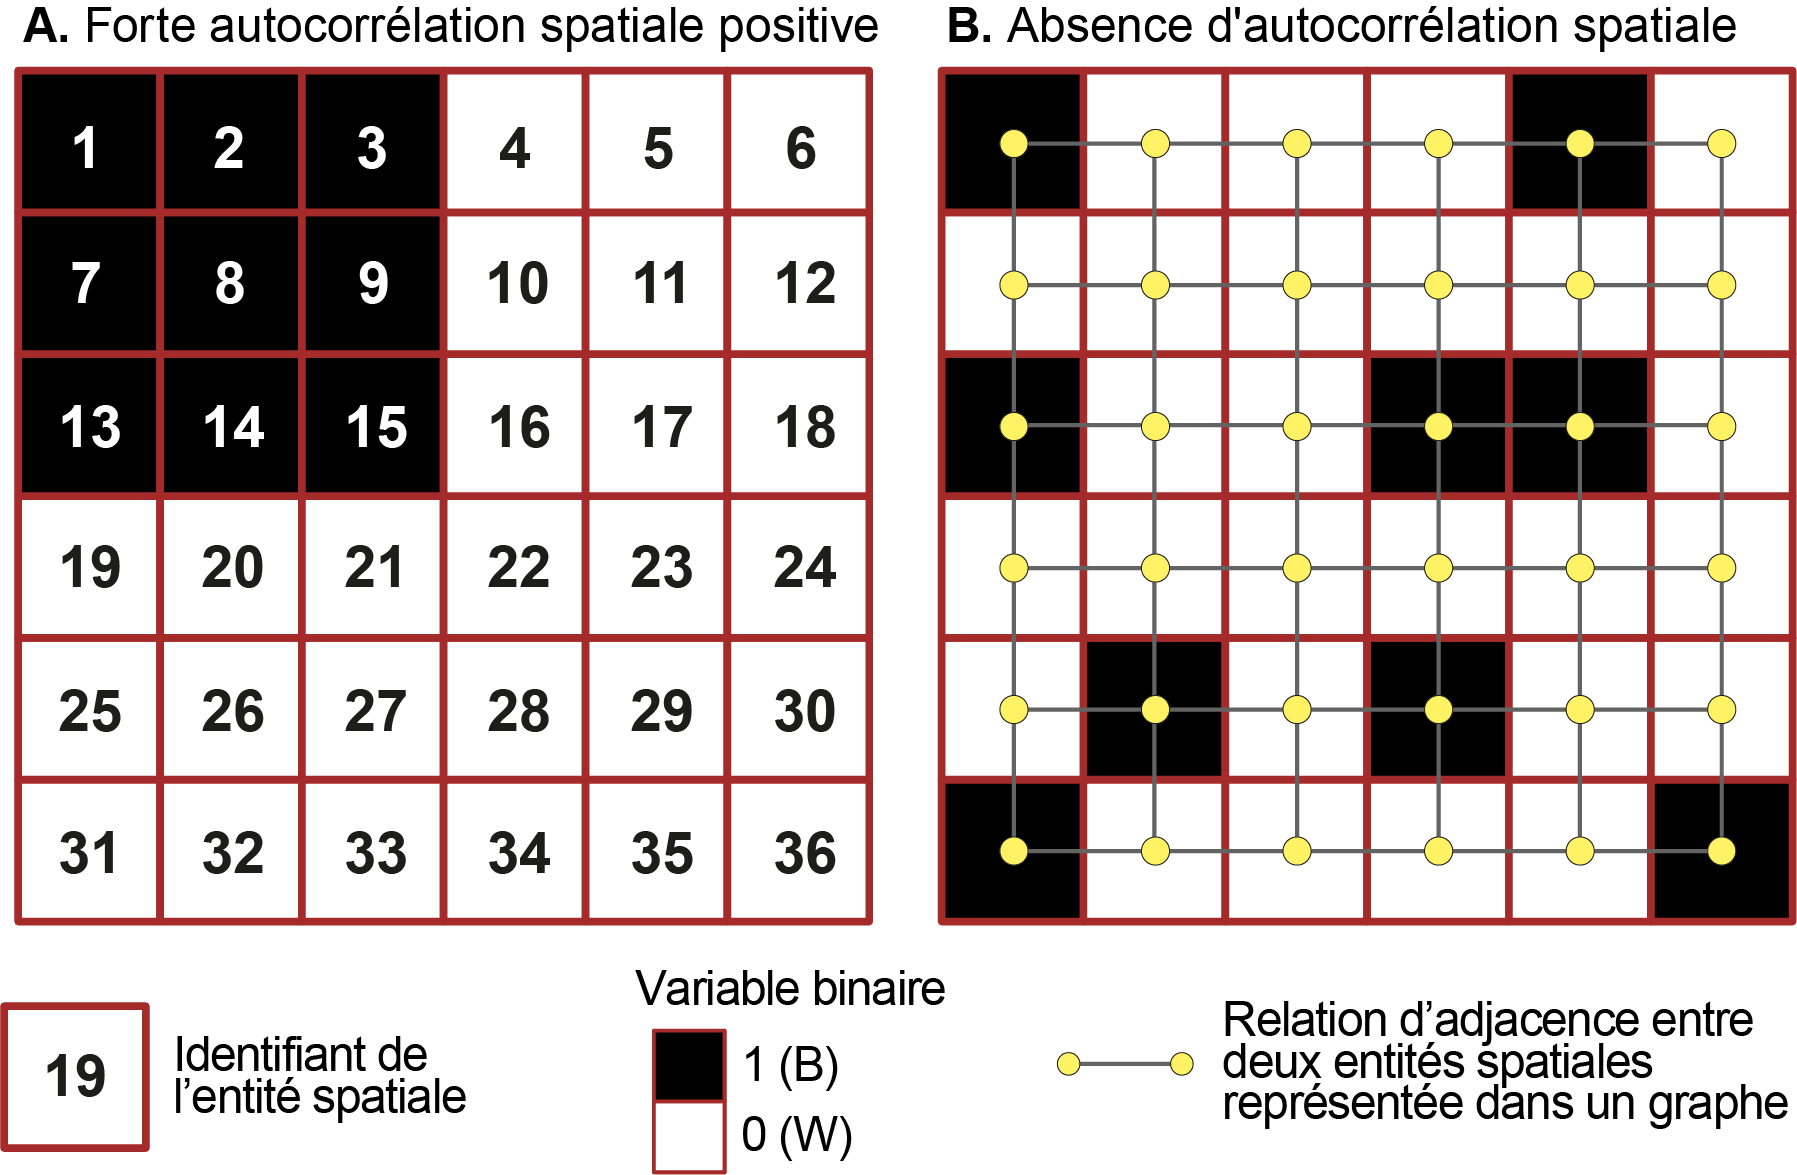 A. Forte autocorrélation spatiale positive
B. Absence d'autocorrélation spatiale
1 2 3 4 5 6
7 8 9 10 11 12
13 14 15 16 17 18
19 20 21 22 23 24
25 26 27 28 29 30
31 32 33 34 35 36
19
Identifiant de
l’entité spatiale
Variable binaire
1 (B)
0 (W)
Relation d’adjacence entre
deux entités spatiales
représentée dans un graphe